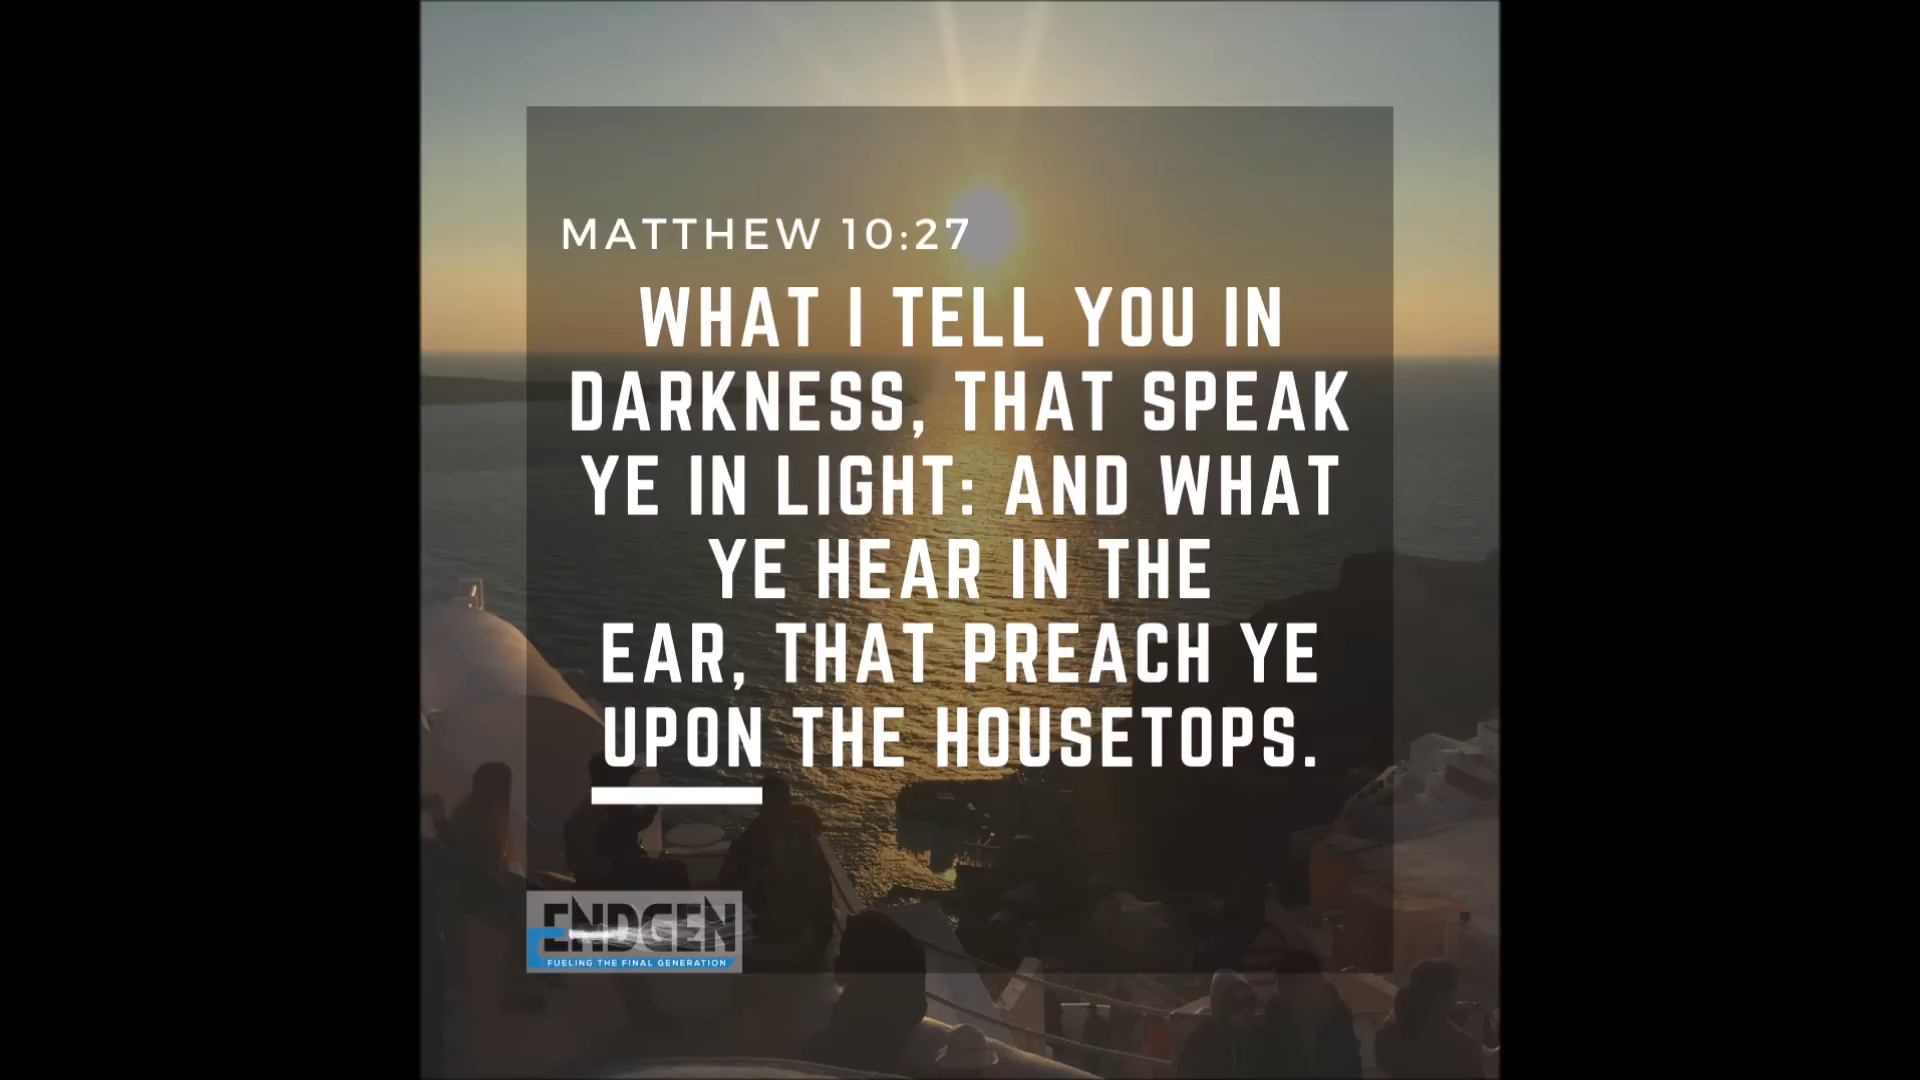 MATTHEW 10:27
WHAT I TELL YOU IN
DARKNESS, THAT SPEAK
YE IN LIGHT: AND WHAT
YE HEAR IN THE
EAR, THAT PREACH YE
UPON THE HOUSETOPS.
ENDGEN
FUELING THE FINAL GENERATION